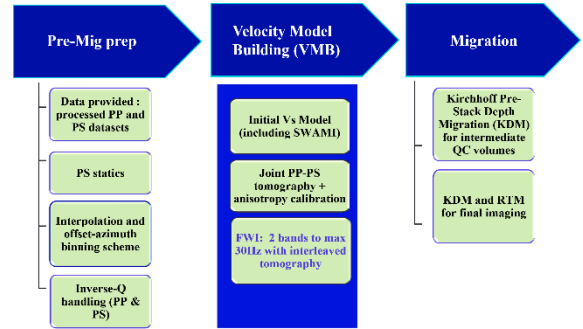 Pre-Mig prep
Data provided :
processed PP and
PS datasets
PS statics
Interpolation and
offset-azimuth
binning scheme
Inverse-Q
handling (PP &
PS)
Velocity Model
Building (VMB)
Initial Vs Model
(including SWAMI)
Joint PP-PS
tomography +
anisotropy calibration
FWI: 2 bands to max
30Hz with interleaved
tomography
Migration
Kirchhoff Pre-
Stack Depth
Migration (KDM)
for intermediate
QC volumes
KDM and RTM
for final imaging